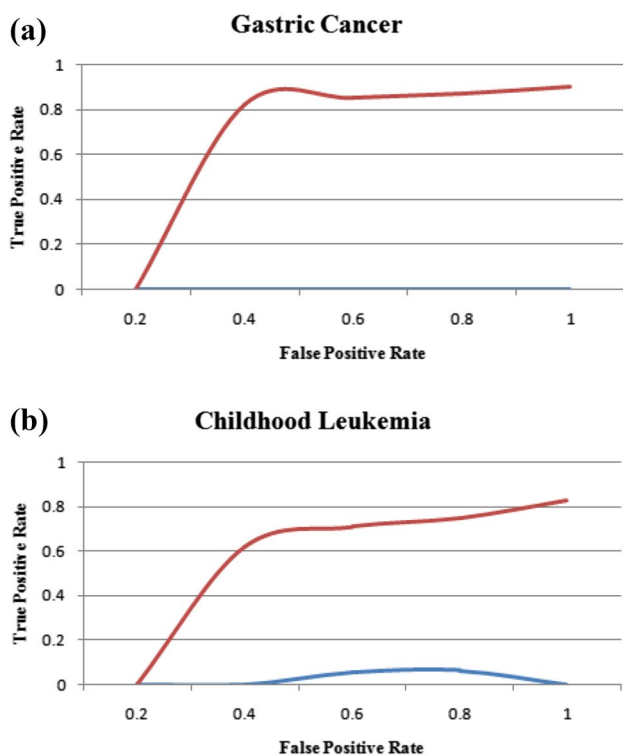 (a)
Gastric Cancer
True Positive Rate
1
0.8
0.6
0.4
0.2
0
0.2 0.4 0.6 0.8 1
False Positive Rate
(b)
Childhood Leukemia
True Positive Rate
1
0.8
0.6
0.4
0.2
0
0.2 0.4 0.6 0.8 1
False Positive Rate